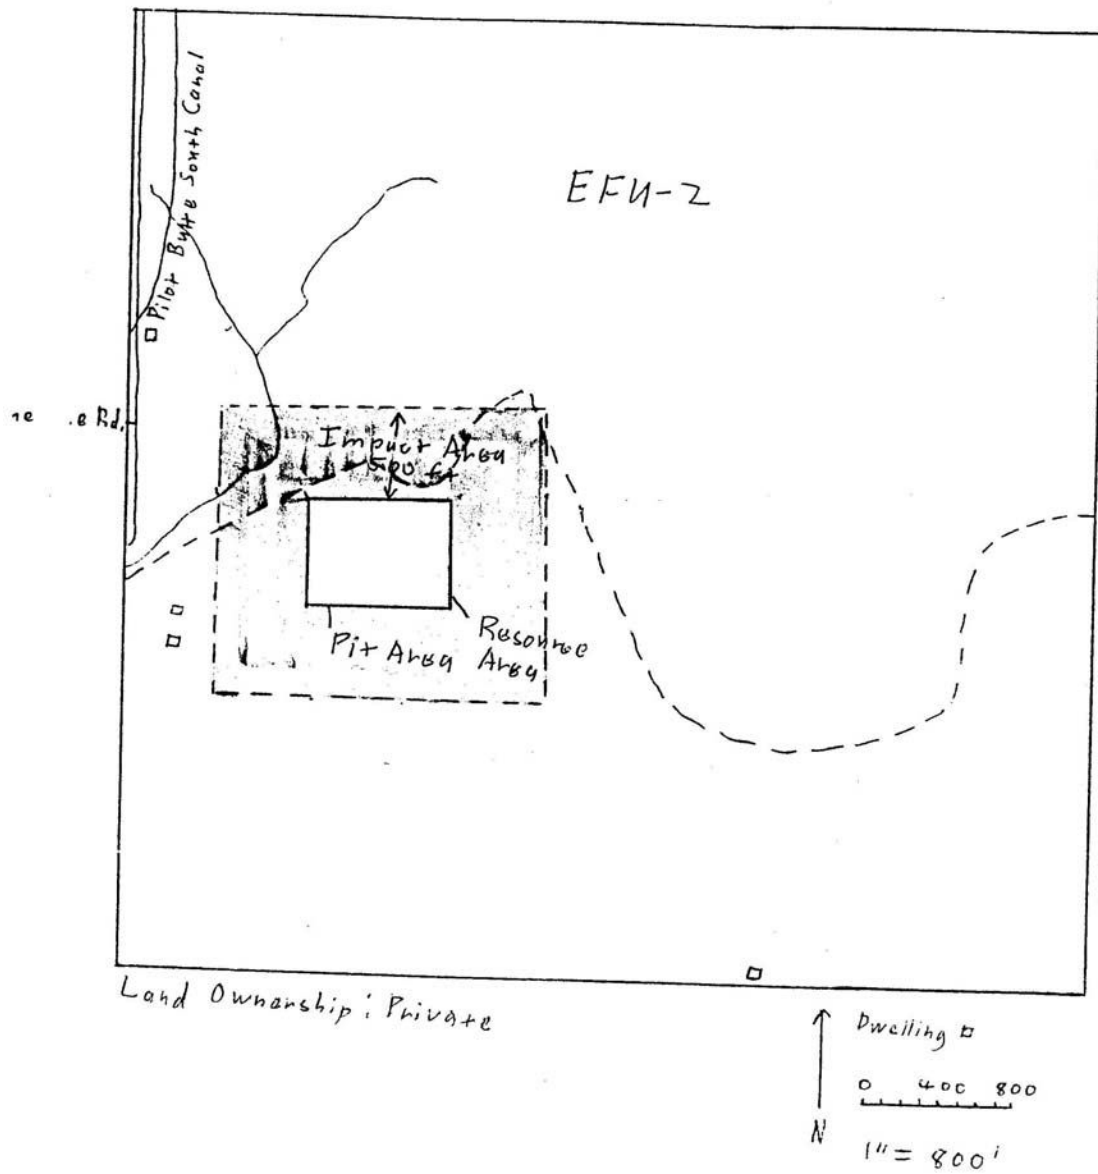 Pilot Butte South Canal
EFU-2
Rd.
Impact Area
500 ft
Resource
Area
Pit Area
Land Ownership: Private
Dwelling
N
0 400 800
1" = 800'